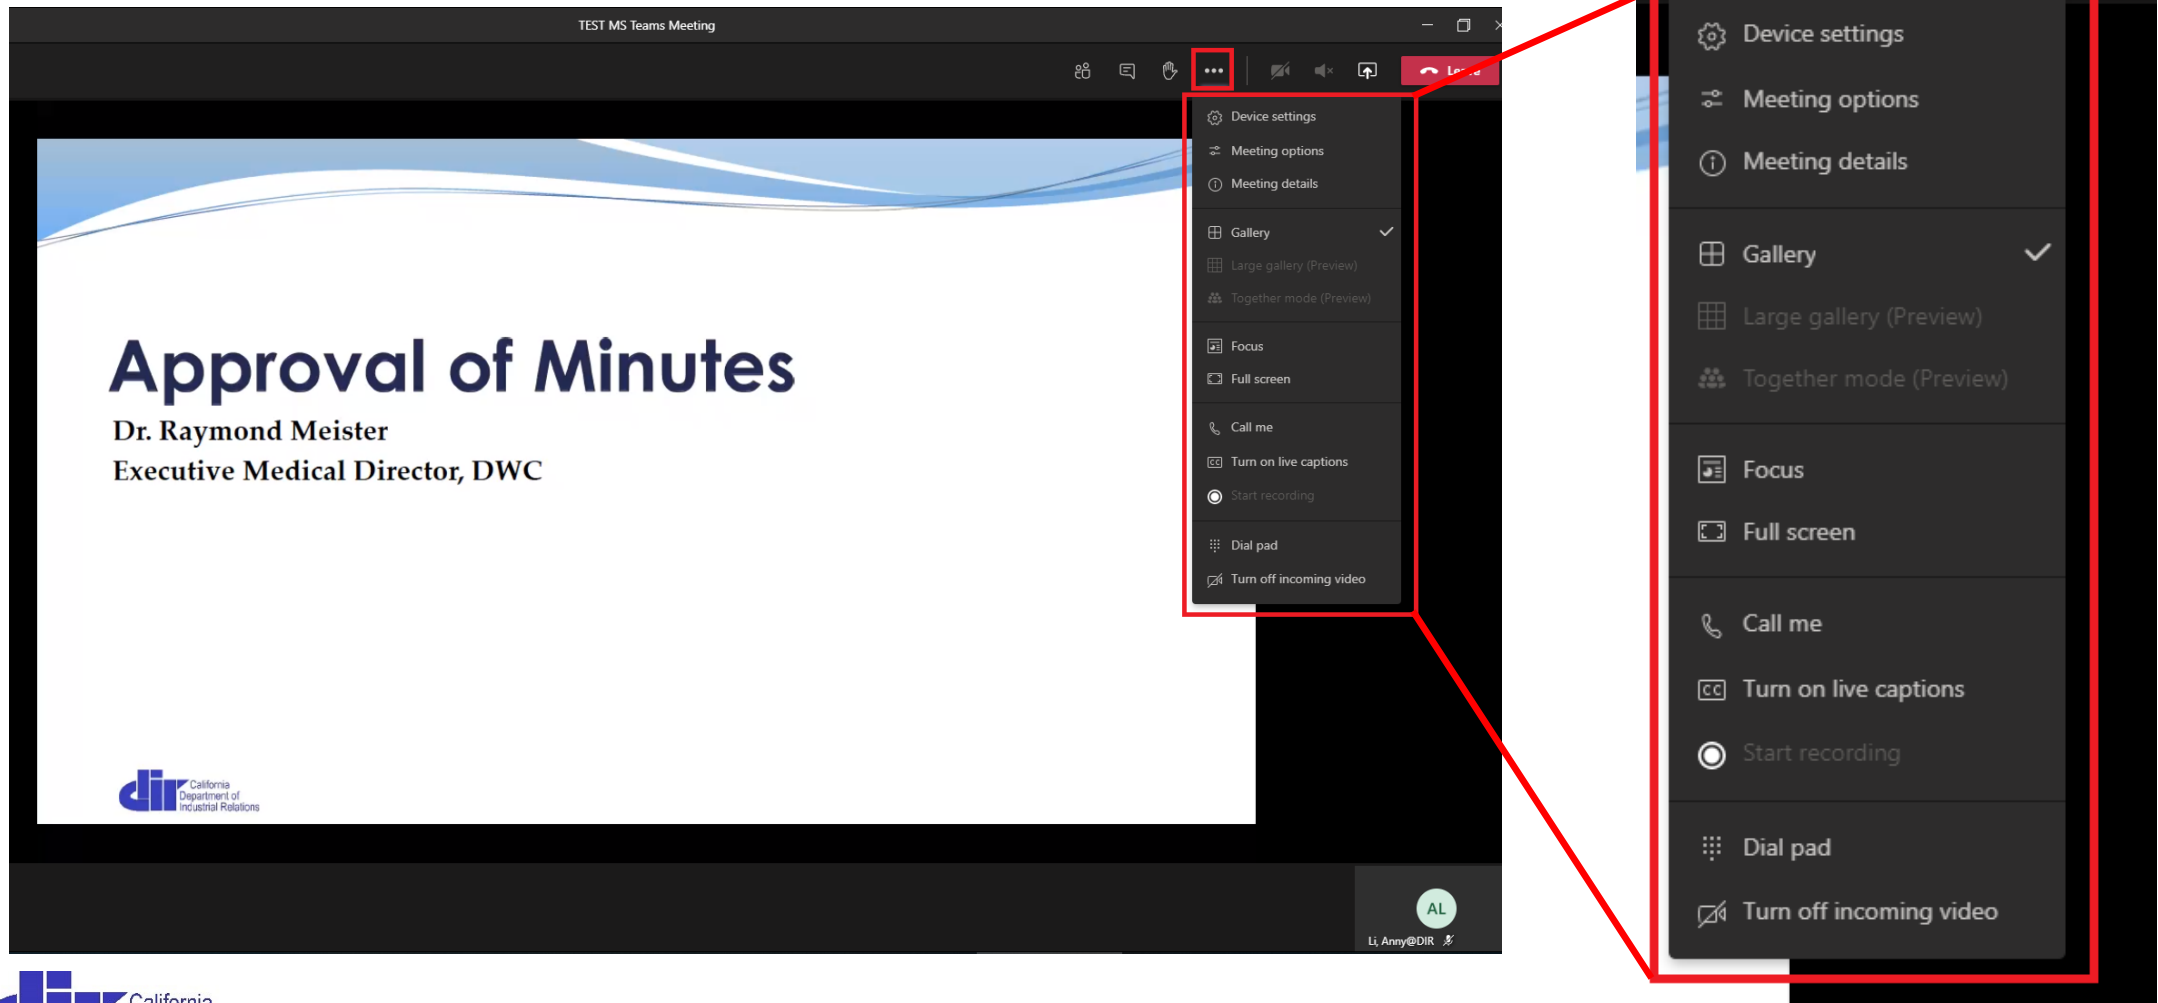 TEST MS Teams Meeting
Device settings
Meeting options
Meeting details
Gallery
Large gallery (Preview)
Together mode (Preview)
Focus
Full screen
Call me
Turn on live captions
Start recording
Dial pad
Turn off incoming video
Approval of Minutes
Dr. Raymond Meister
Executive Medical Director, DWC
dir California
Department of
Industrial Relations
AL
Li, Anny@DIR
Device settings
Meeting options
Meeting details
Gallery
Large gallery (Preview)
Together mode (Preview)
Focus
Full screen
CC Turn on live captions
Call me
Start recording
Dial pad
Turn off incoming video
California